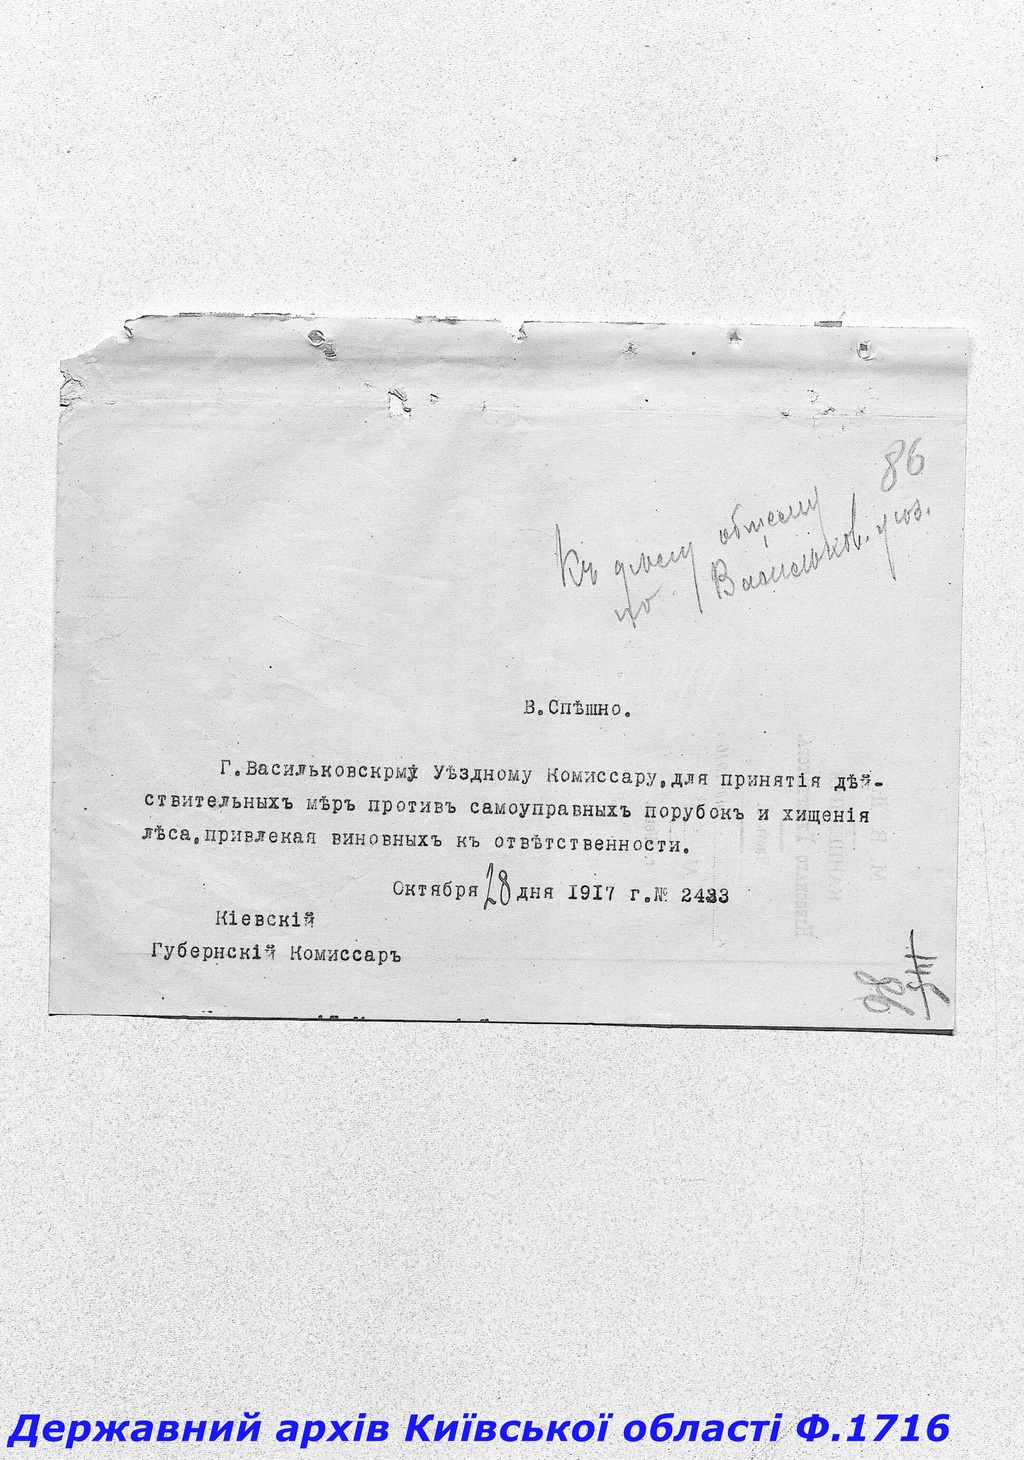 86
Къ дѣлу общему
по Васильков. уѣз.
В.Спѣшно.
Г.Васильковскрму Уѣздному Комиссару,для принятія дѣй-
ствительныхъ мѣръ противъ самоуправныхъ порубокъ и хищенія
лѣса,привлекая виновныхъ къ отвѣтственности.
Октября 28 дня 1917 г.№ 2433
Кіевскій
Губернскій Комиссаръ
Державний архів Київської області Ф.1716